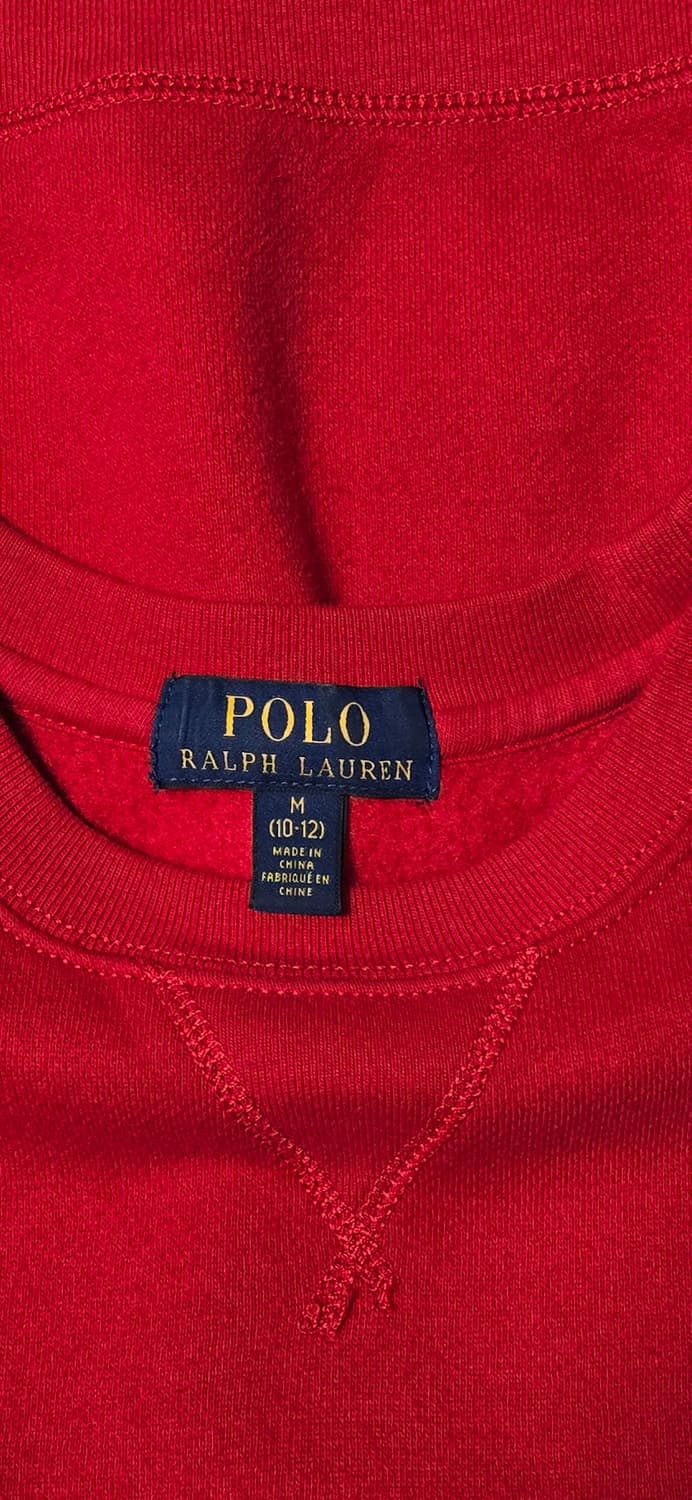 POLO
RALPH LAUREN
M
(10-12)
MADE IN
CHINA
FABRIQUÉ EN
CHINE